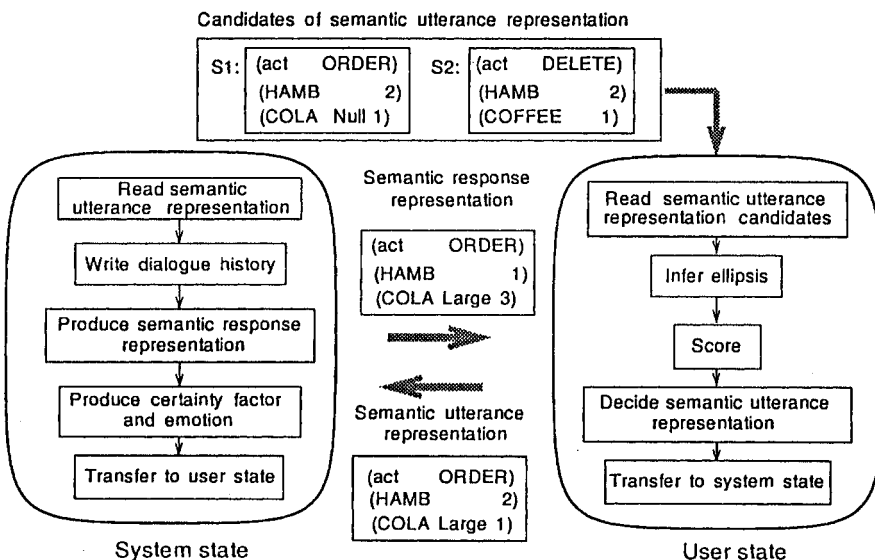 Candidates of semantic utterance representation
S1: (act ORDER)
(HAMB 2)
(COLA Null 1)
S2: (act DELETE)
(HAMB 2)
(COFFEE 1)
Read semantic
utterance representation
Write dialogue history
Produce semantic response
representation
Produce certainty factor
and emotion
Transfer to user state
System state
Semantic response
representation
(act ORDER)
(HAMB 1)
(COLA Large 3)
Semantic utterance
representation
(act ORDER)
(HAMB 2)
(COLA Large 1)
Read semantic utterance
representation candidates
Infer ellipsis
Score
Decide semantic utterance
representation
Transfer to system state
User state